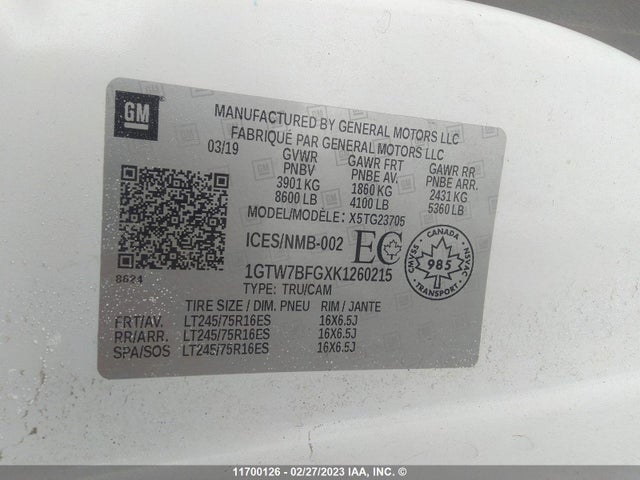 GM
MANUFACTURED BY GENERAL MOTORS LLC
FABRIQUÉ PAR GENERAL MOTORS LLC
03/19 GVWR GAWR FRT GAWR RR
PNBV PNBE AV. PNBE ARR.
3901 KG 1860 KG 2431 KG
8600 LB 4100 LB 5360 LB
MODEL/MODÈLE: X5TG23705
ICES/NMB-002 EC
CANADA
CMVSS 985 NSVAC
TRANSPORT
8624
1GTW7BFGXK1260215
TYPE: TRU/CAM
TIRE SIZE / DIM. PNEU RIM / JANTE
FRT/AV. LT245/75R16ES 16X6.5J
RR/ARR. LT245/75R16ES 16X6.5J
SPA/SOS LT245/75R16ES 16X6.5J
11700126 - 02/27/2023 IAA, INC. ©